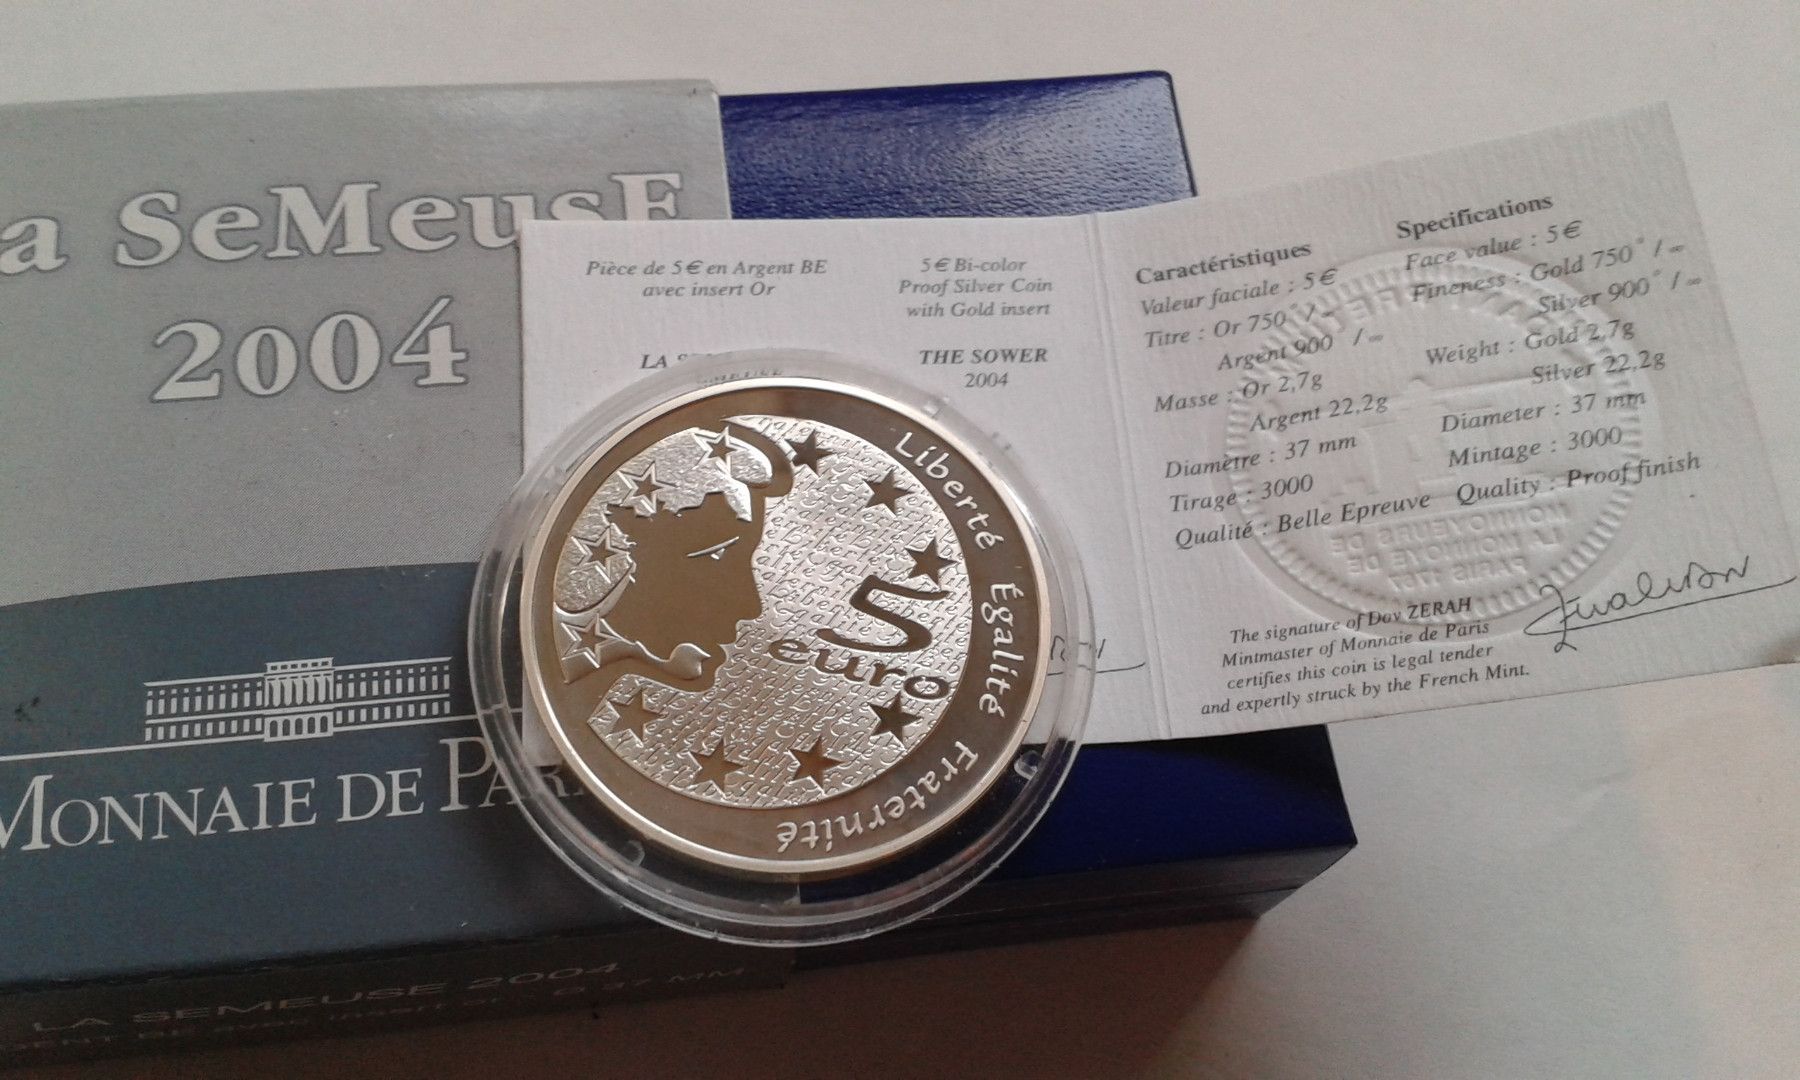 La SeMeusE
2004
MONNAIE DE PARIS
LA SEMEUSE 2004
Pièce de 5 € en Argent BE
avec insert Or
LA
5 € Bi-color
Proof Silver Coin
with Gold insert
THE SOWER
2004
Caractéristiques
Valeur faciale : 5 €
Titre : Or 750°/∞
Argent 900°/∞
Masse : Or 2,7g
Argent 22,2g
Diamètre : 37 mm
Tirage : 3000
Qualité : Belle Epreuve
Specifications
Face value : 5 €
Fineness : Gold 750°/∞
Silver 900°/∞
Weight : Gold 2,7g
Silver 22,2g
Diameter : 37 mm
Mintage : 3000
Quality : Proof finish
The signature of Dov ZERAH
Mintmaster of Monnaie de Paris
certifies this coin is legal tender
and expertly struck by the French Mint.
Liberté Égalité Fraternité
5
euro